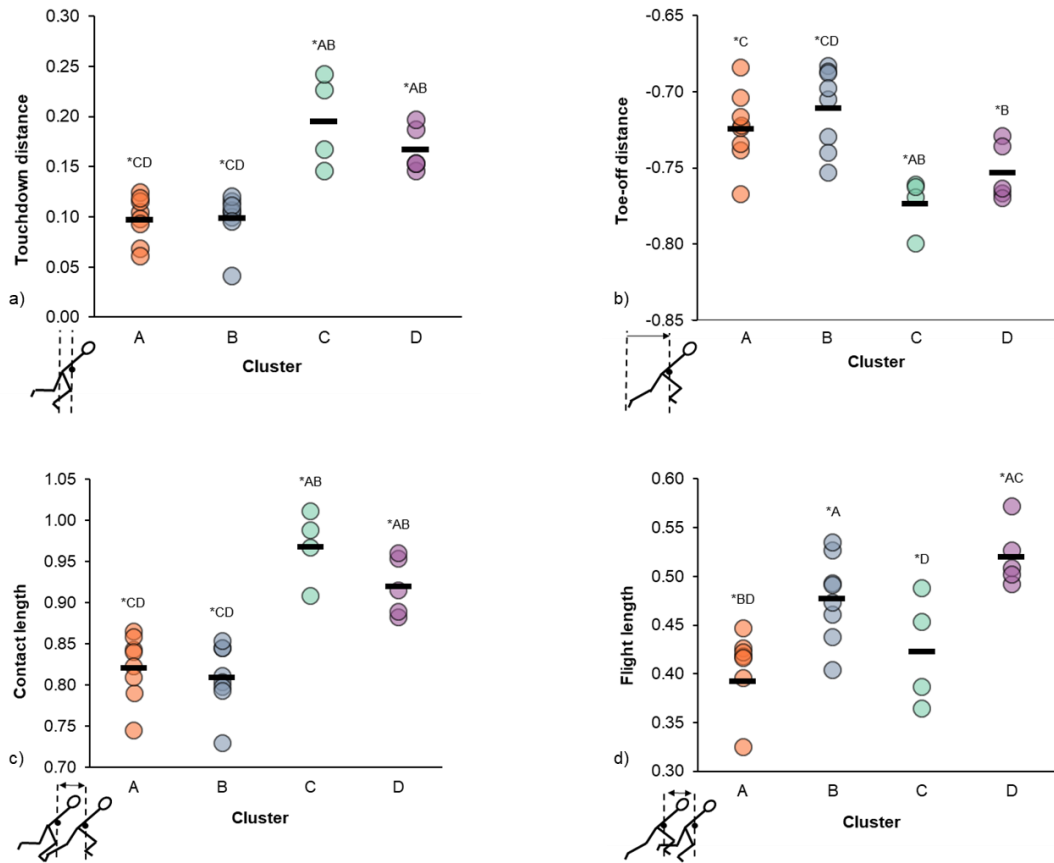 Touchdown distance
0.30
0.25
0.20
0.15
0.10
0.05
0.00
*CD
*CD
*AB
*AB
a)
A B C D
Cluster
Toe-off distance
-0.65
-0.70
-0.75
-0.80
-0.85
*C
*CD
*AB
*B
b)
A B C D
Cluster
Contact length
1.05
1.00
0.95
0.90
0.85
0.80
0.75
0.70
*CD
*CD
*AB
*AB
c)
A B C D
Cluster
Flight length
0.60
0.55
0.50
0.45
0.40
0.35
0.30
*BD
*A
*D
*AC
d)
A B C D
Cluster